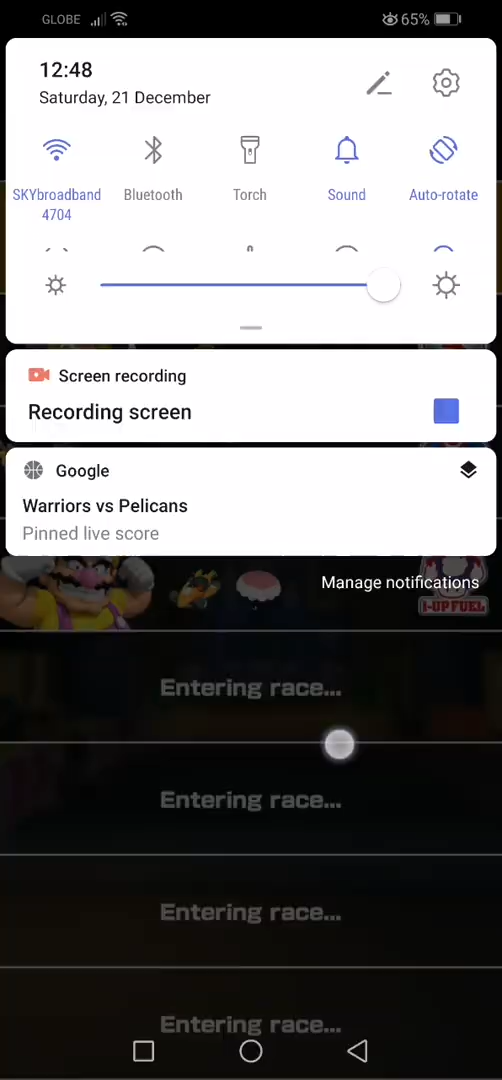 GLOBE
65%
12:48
Saturday, 21 December
SKYbroadband
4704
Bluetooth
Torch
Sound
Auto-rotate
Screen recording
Recording screen
Google
Warriors vs Pelicans
Pinned live score
Manage notifications
1-UP FUEL
Entering race...
Entering race...
Entering race...
Entering race...